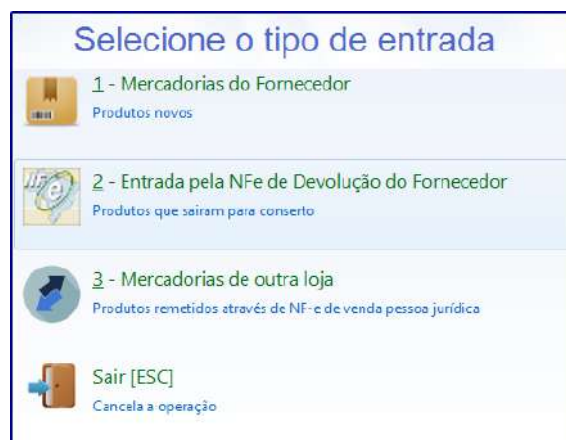 Selecione o tipo de entrada
1 - Mercadorias do Fornecedor
Produtos novos
NF e
2 - Entrada pela NFe de Devolução do Fornecedor
Produtos que sairam para conserto
3 - Mercadorias de outra loja
Produtos remetidos através de NF-e de venda pessoa jurídica
Sair [ESC]
Cancela a operação